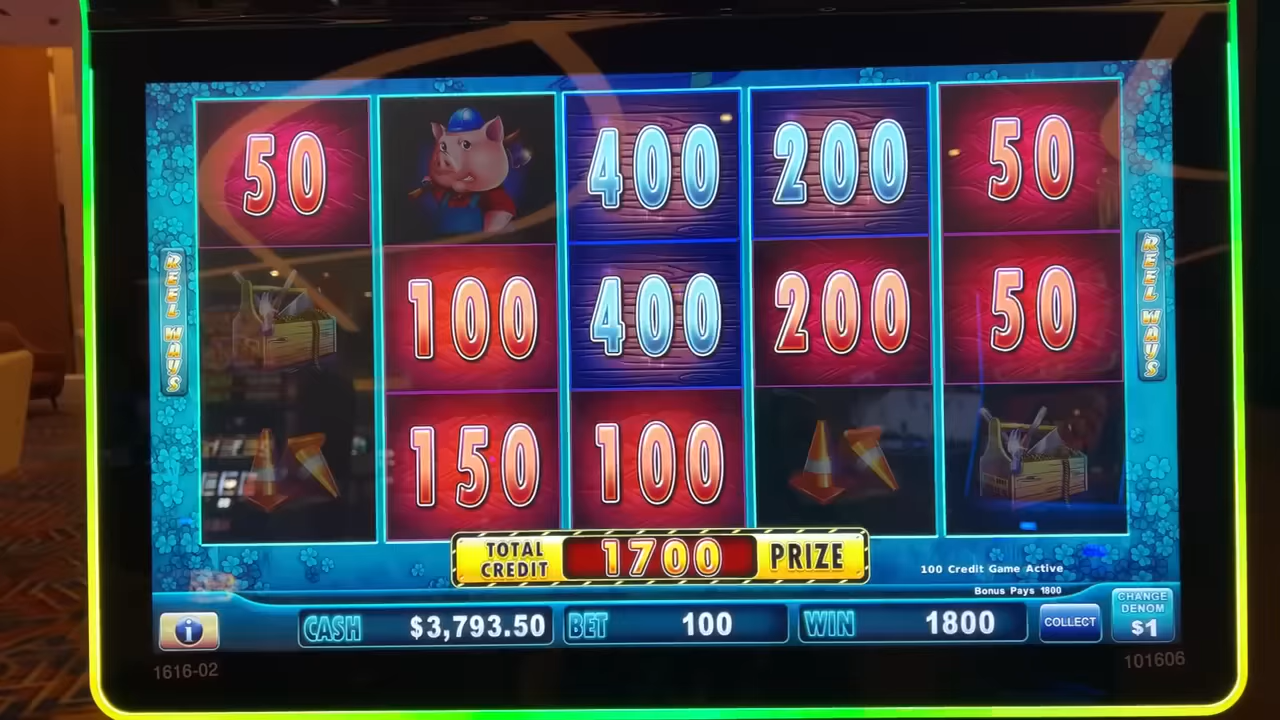 50
400
200
50
100
400
200
50
150
100
REEL WAYS
REEL WAYS
TOTAL CREDIT 1700 PRIZE
100 Credit Game Active
Bonus Pays 1800
i
CASH $3,793.50
BET 100
WIN 1800
COLLECT
CHANGE
DENOM
$1
1616-02
101606